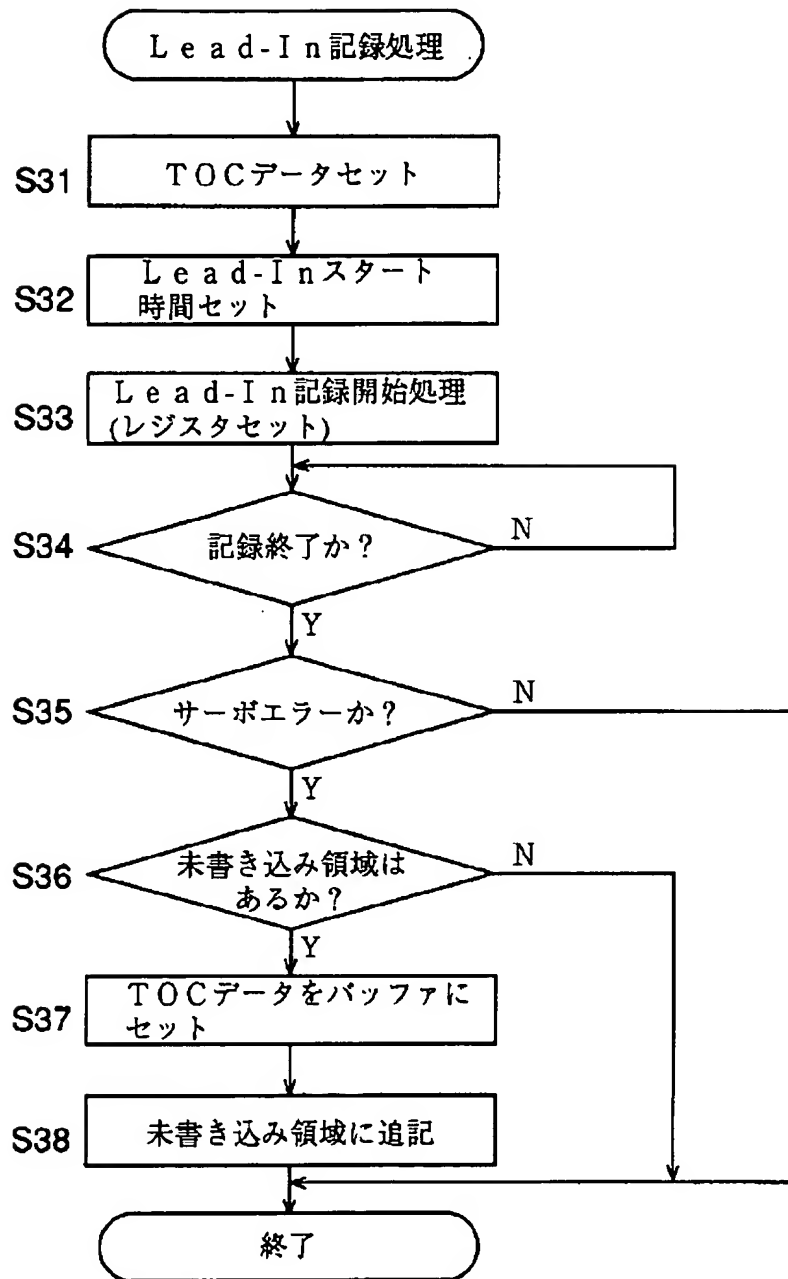 Lead-In記録処理
S31
TOCデータセット
S32
Lead-Inスタート
時間セット
S33
Lead-In記録開始処理
(レジスタセット)
S34
記録終了か?
N
Y
S35
サーボエラーか?
N
Y
S36
未書き込み領域は
あるか?
N
Y
S37
TOCデータをバッファに
セット
S38
未書き込み領域に追記
終了